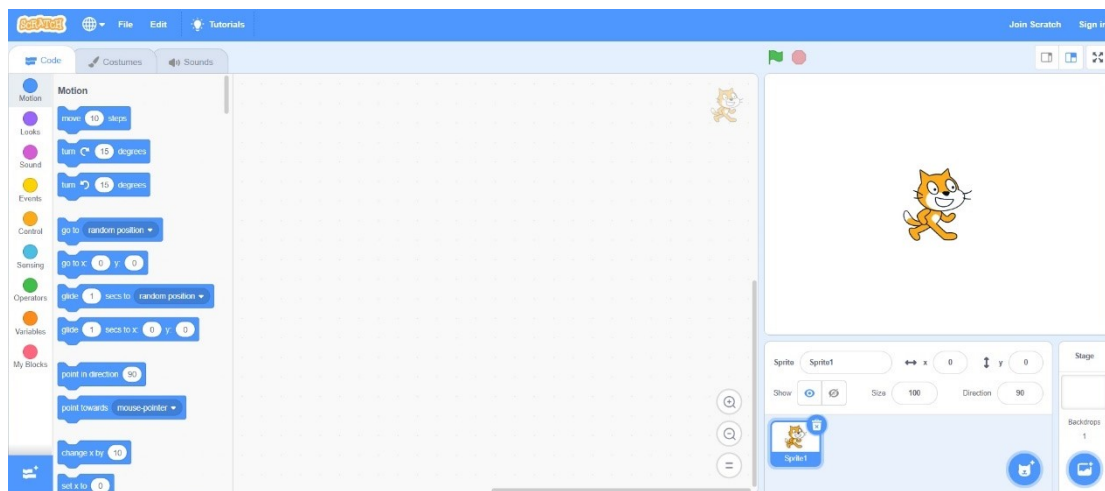 SCRATCH File Edit Tutorials Join Scratch Sign in
Code Costumes Sounds
Motion
Looks
Sound
Events
Control
Sensing
Operators
Variables
My Blocks
Motion
move 10 steps
turn 15 degrees
turn 15 degrees
go to random position
go to x: 0 y: 0
glide 1 secs to random position
glide 1 secs to x: 0 y: 0
point in direction 90
point towards mouse-pointer
change x by 10
set x to 0
Sprite Sprite1 x 0 y 0
Show Size 100 Direction 90
Sprite1
Stage
Backdrops
1